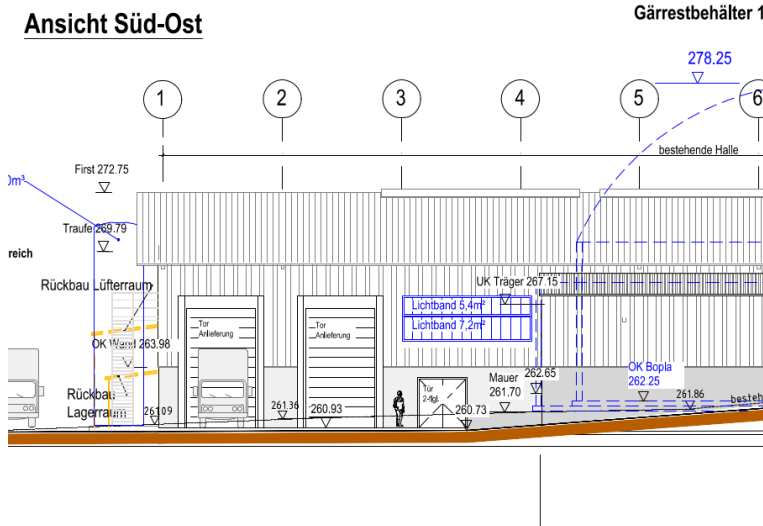 Ansicht Süd-Ost
Gärrestbehälter 1
278.25
1
2
3
4
5
6
bestehende Halle
First 272.75
0m³
Traufe 269.79
reich
Rückbau Lüfterraum
UK Träger 267.15
Lichtband 5,4m²
Lichtband 7,2m²
Tor
Anlieferung
Tor
Anlieferung
OK Wand 263.98
Rückbau
Lagerraum
Tür
2-flgl.
Mauer
261.70
262.65
OK Bopla
262.25
261.86
besteh
261.09
261.36
260.93
260.73